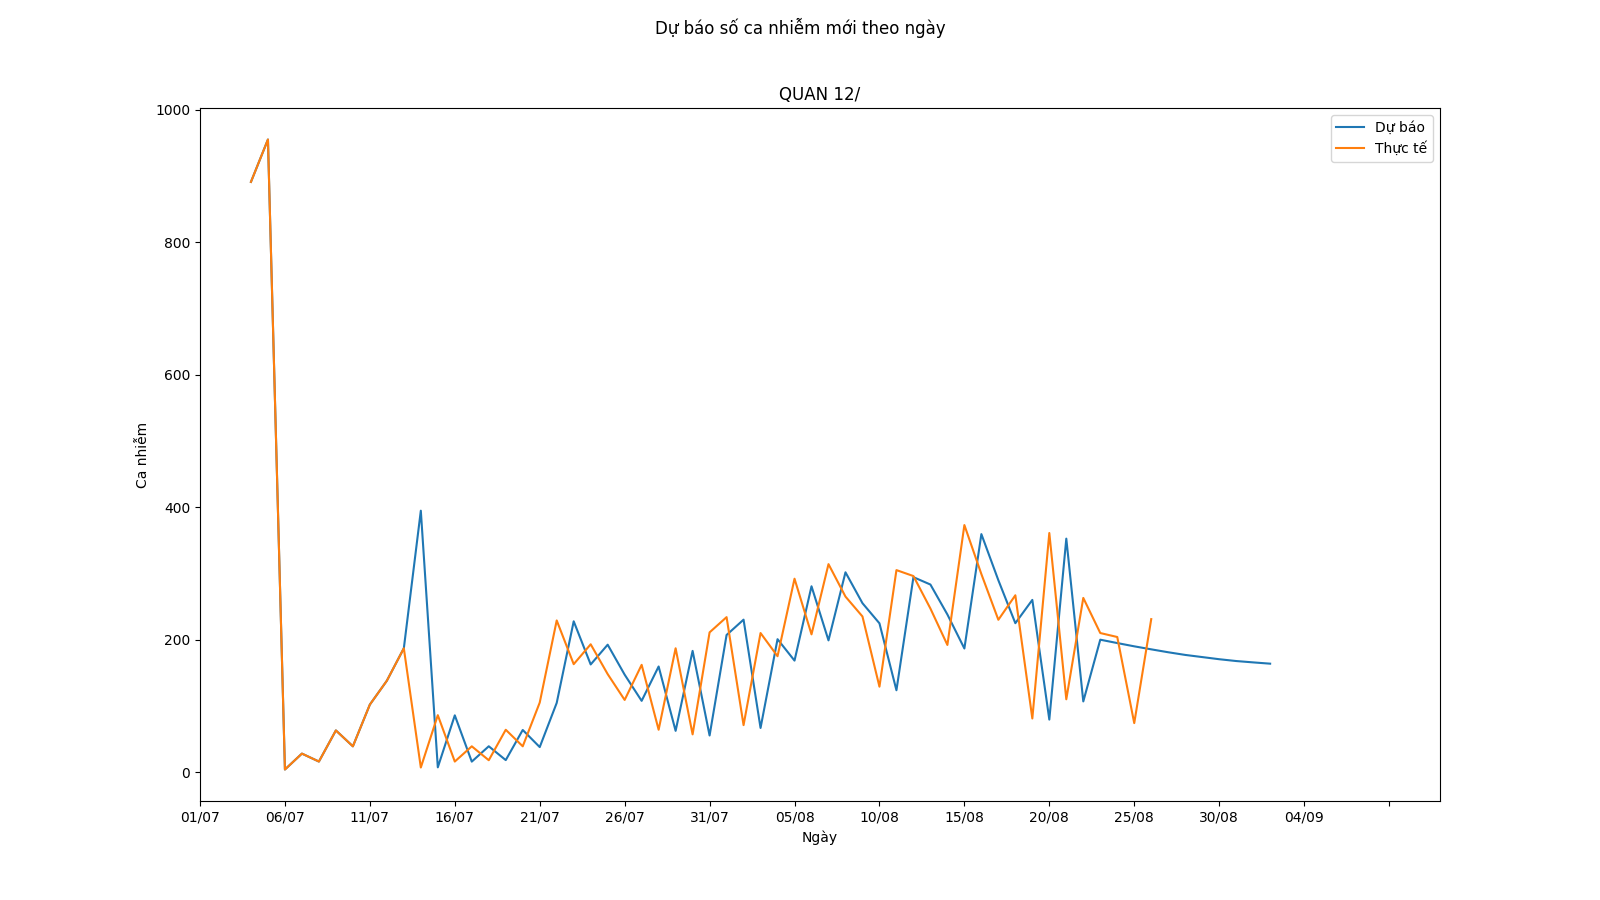 Dự báo số ca nhiễm mới theo ngày
QUAN 12/
Dự báo
Thực tế
1000
800
600
400
200
0
Ca nhiễm
01/07 06/07 11/07 16/07 21/07 26/07 31/07 05/08 10/08 15/08 20/08 25/08 30/08 04/09
Ngày